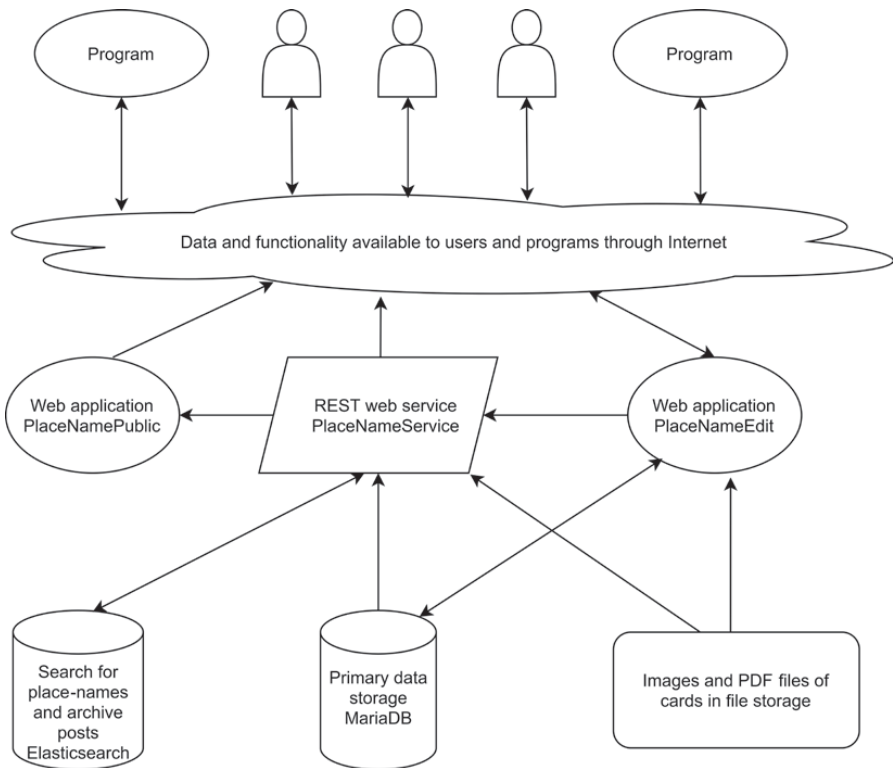 Program
Program
Data and functionality available to users and programs through Internet
Web application
PlaceNamePublic
REST web service
PlaceNameService
Web application
PlaceNameEdit
Search for
place-names
and archive
posts
Elasticsearch
Primary data
storage
MariaDB
Images and PDF files of
cards in file storage